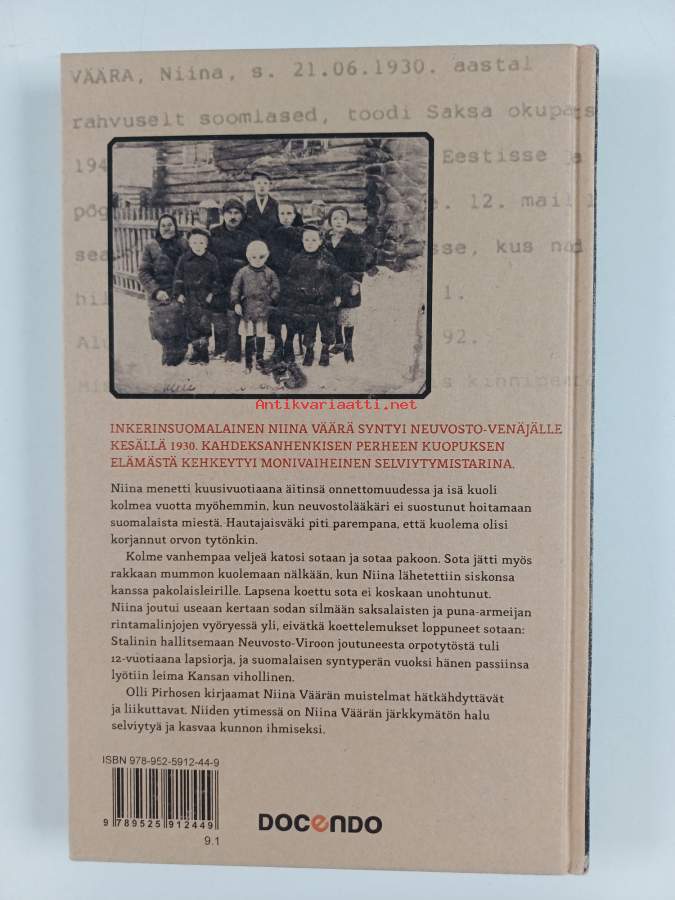 VÄÄRA, Niina, s. 21.06.1930. aastal
rahvuselt soomlased, toodi Saksa okupats
194
Eestisse ja
põg
e. 12. mail 1
sea
sse, kus nad
hil
1.
Alu
92.
s kinnipeeta
Antikvariaatti.net
INKERINSUOMALAINEN NIINA VÄÄRÄ SYNTYI NEUVOSTO-VENÄJÄLLE
KESÄLLÄ 1930. KAHDEKSANHENKISEN PERHEEN KUOPUKSEN
ELÄMÄSTÄ KEHKEYTYI MONIVAIHEINEN SELVIYTYMISTARINA.
Niina menetti kuusivuotiaana äitinsä onnettomuudessa ja isä kuoli
kolmea vuotta myöhemmin, kun neuvostolääkäri ei suostunut hoitamaan
suomalaista miestä. Hautajaisväki piti parempana, että kuolema olisi
korjannut orvon tytönkin.
Kolme vanhempaa veljeä katosi sotaan ja sotaa pakoon. Sota jätti myös
rakkaan mummon kuolemaan nälkään, kun Niina lähetettiin siskonsa
kanssa pakolaisleirille. Lapsena koettu sota ei koskaan unohtunut.
Niina joutui useaan kertaan sodan silmään saksalaisten ja puna-armeijan
rintamalinjojen vyöryessä yli, eivätkä koettelemukset loppuneet sotaan:
Stalinin hallitsemaan Neuvosto-Viroon joutuneesta orpotytöstä tuli
12-vuotiaana lapsiorja, ja suomalaisen syntyperän vuoksi hänen passiinsa
lyötiin leima Kansan vihollinen.
Olli Pirhosen kirjaamat Niina Väärän muistelmat hätkähdyttävät
ja liikuttavat. Niiden ytimessä on Niina Väärän järkkymätön halu
selviytyä ja kasvaa kunnon ihmiseksi.
ISBN 978-952-5912-44-9
9 789525 912449
9.1
DOCENDO